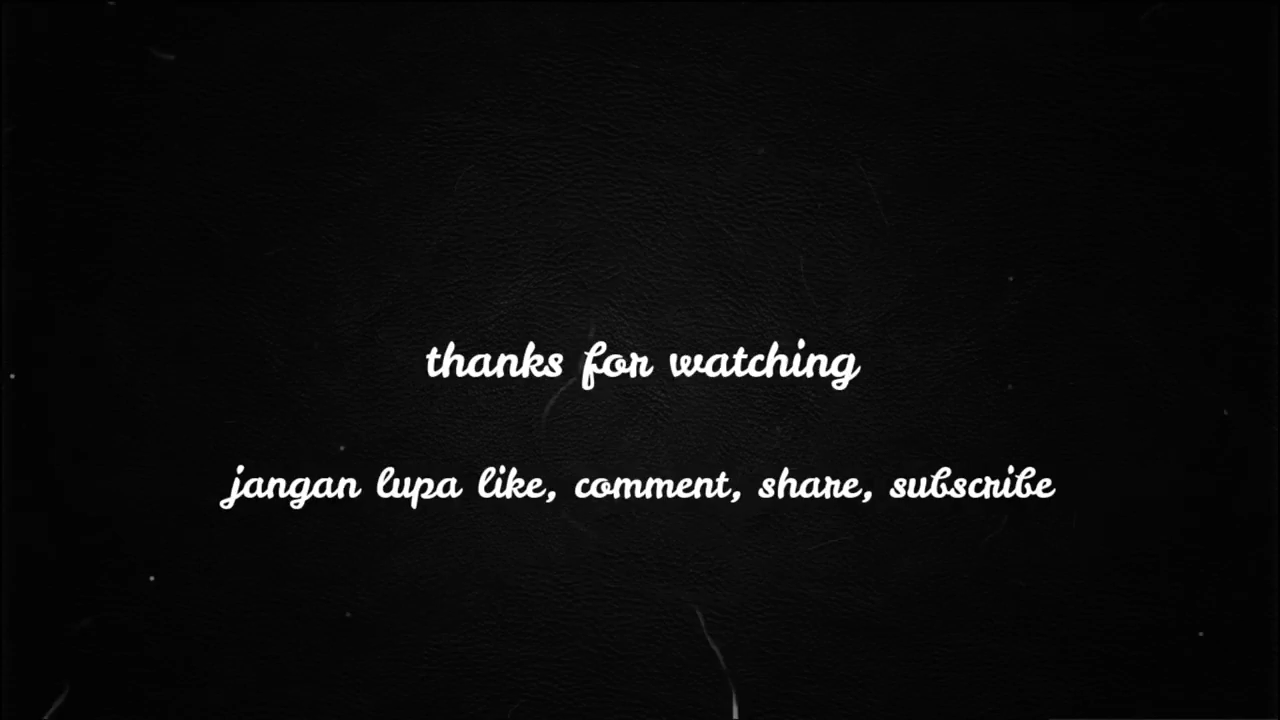 thanks for watching
jangan lupa like, comment, share, subscribe